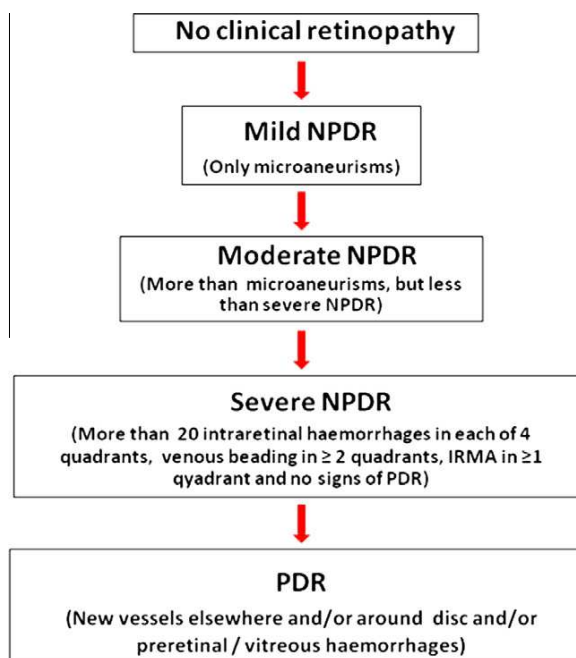 No clinical retinopathy
Mild NPDR
(Only microaneurisms)
Moderate NPDR
(More than microaneurisms, but less
than severe NPDR)
Severe NPDR
(More than 20 intraretinal haemorrhages in each of 4
quadrants, venous beading in ≥ 2 quadrants, IRMA in ≥1
qyadrant and no signs of PDR)
PDR
(New vessels elsewhere and/or around disc and/or
preretinal / vitreous haemorrhages)